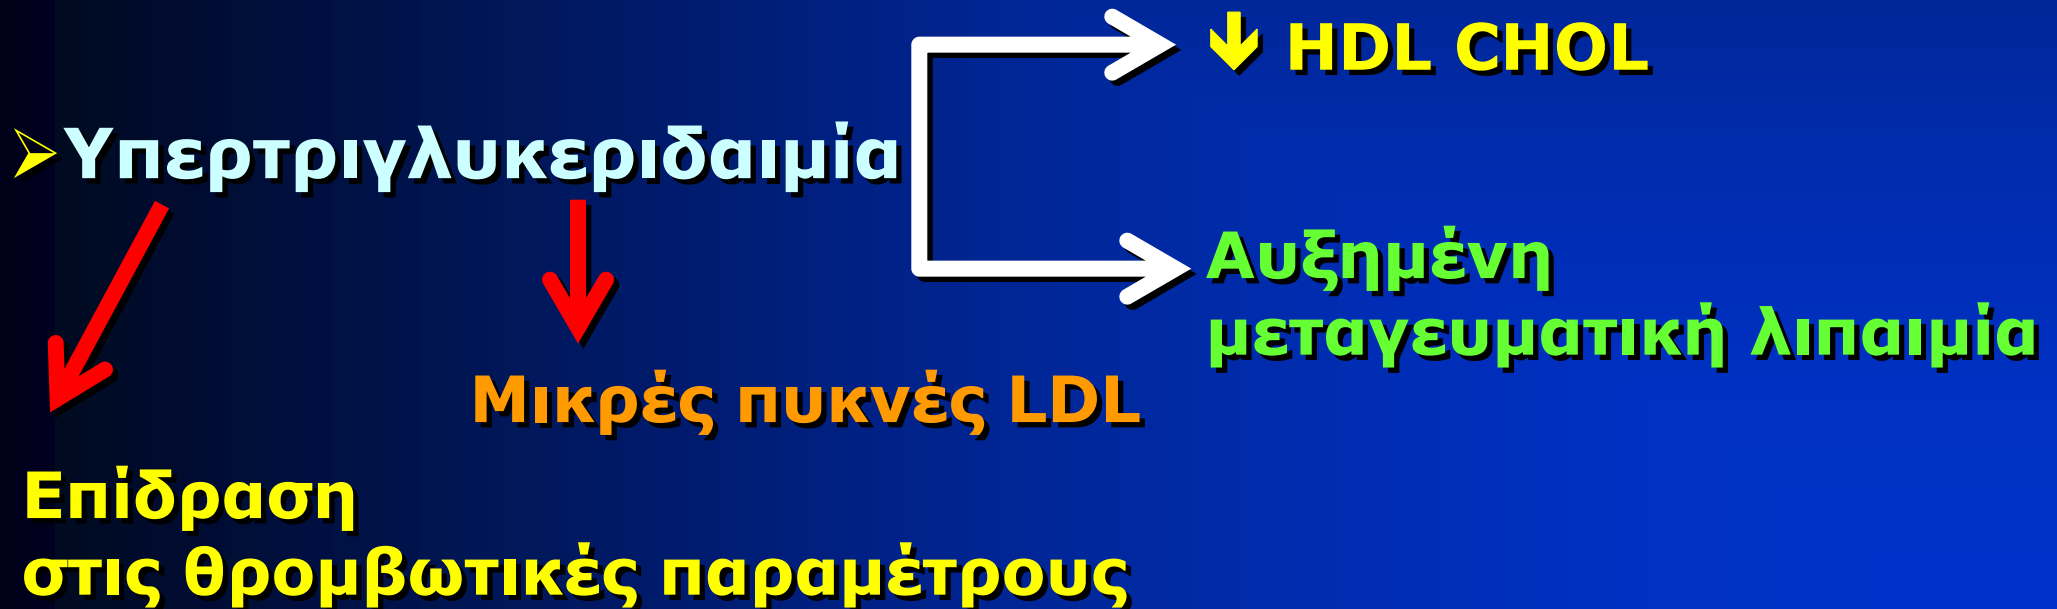 🡻 HDL CHOL
➢Υπερτριγλυκεριδαιμία
Αυξημένη
μεταγευματική λιπαιμία
Μικρές πυκνές LDL
Επίδραση
στις θρομβωτικές παραμέτρους